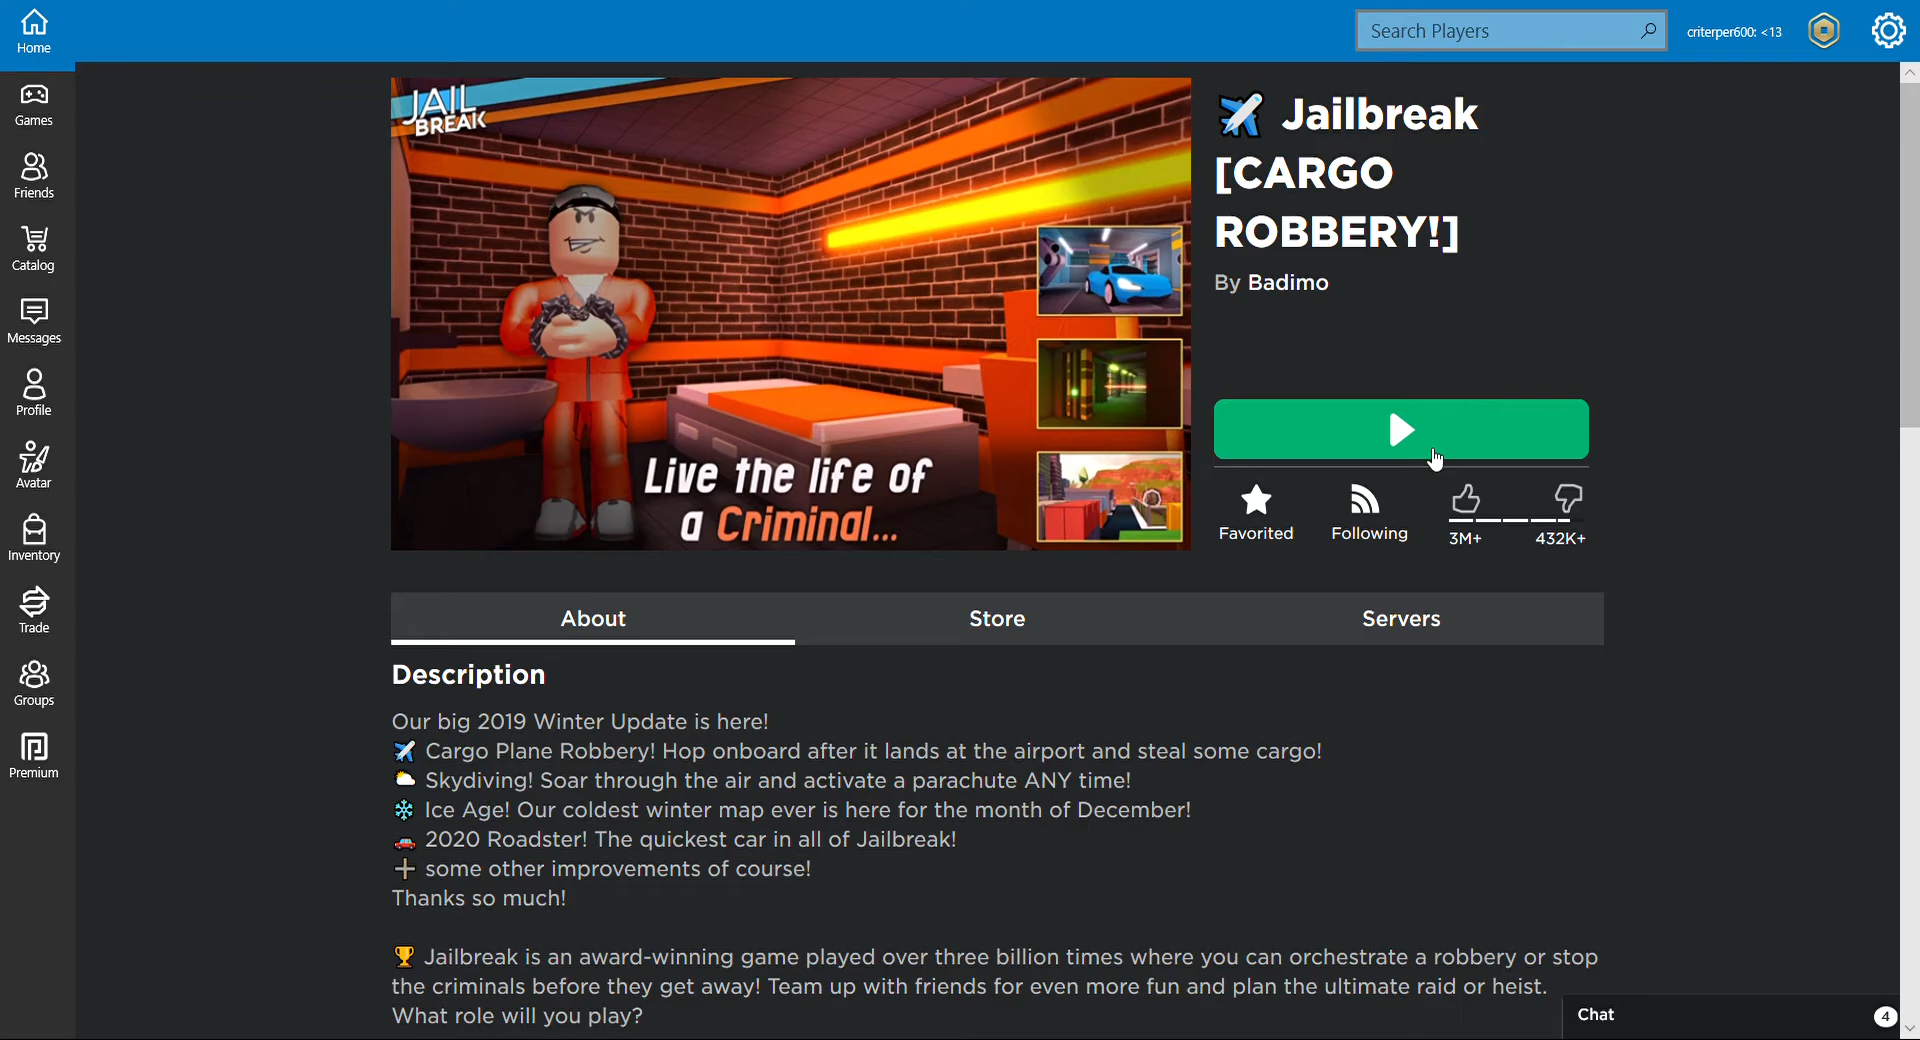 Home
Search Players
criterper600: <13
Games
Friends
Catalog
Messages
Profile
Avatar
Inventory
Trade
Groups
Premium
JAIL
BREAK
Live the life of
a Criminal...
Jailbreak
[CARGO
ROBBERY!]
By Badimo
Favorited
Following
3M+
432K+
About
Store
Servers
Description
Our big 2019 Winter Update is here!
✈️ Cargo Plane Robbery! Hop onboard after it lands at the airport and steal some cargo!
🌥️ Skydiving! Soar through the air and activate a parachute ANY time!
❄️ Ice Age! Our coldest winter map ever is here for the month of December!
🚗 2020 Roadster! The quickest car in all of Jailbreak!
➕ some other improvements of course!
Thanks so much!
🏆 Jailbreak is an award-winning game played over three billion times where you can orchestrate a robbery or stop
the criminals before they get away! Team up with friends for even more fun and plan the ultimate raid or heist.
What role will you play?
Chat
4